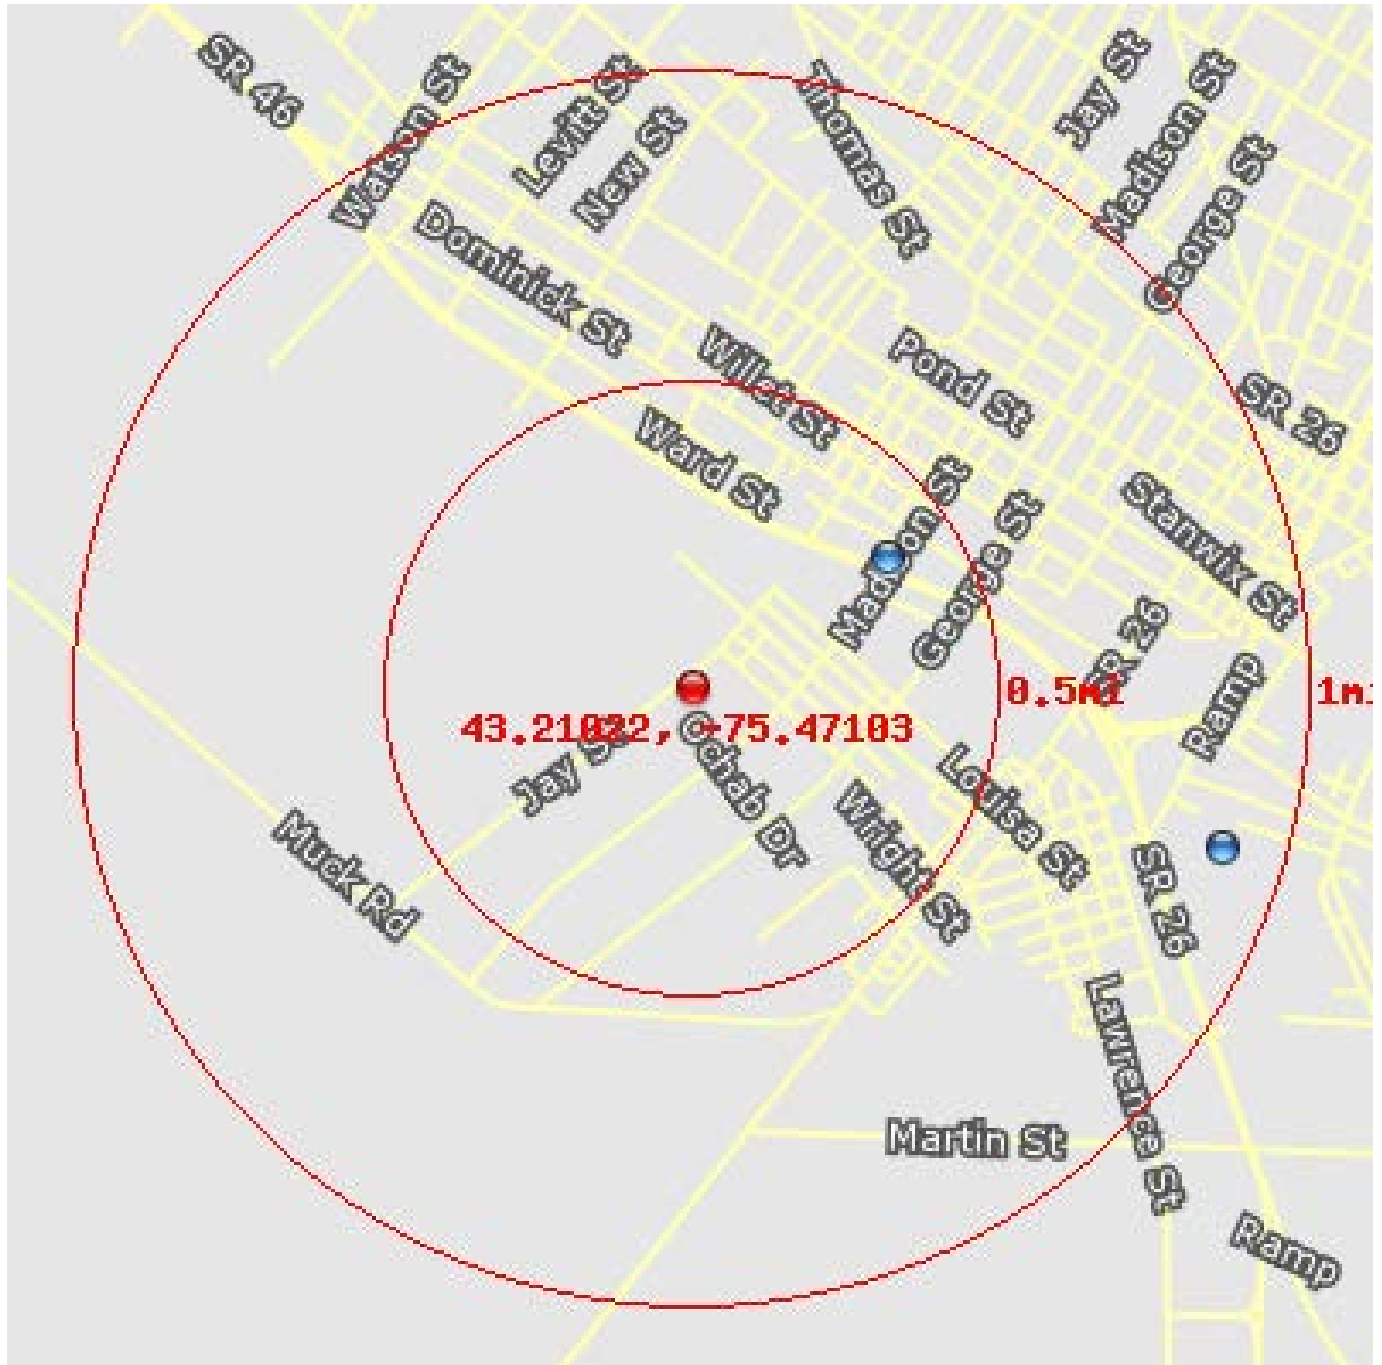 SR 46
Watson St
Levitt St
New St
Thomas St
Jay St
Madison St
George St
Dominick St
Willet St
Pond St
SR 26
Ward St
Madison St
George St
Stanwix St
SR 26
Ramp
0.5mi
1mi
43.21022, -75.47103
Jay St
Ochab Dr
Louisa St
Wright St
Muck Rd
SR 26
Lawrence St
Martin St
Ramp